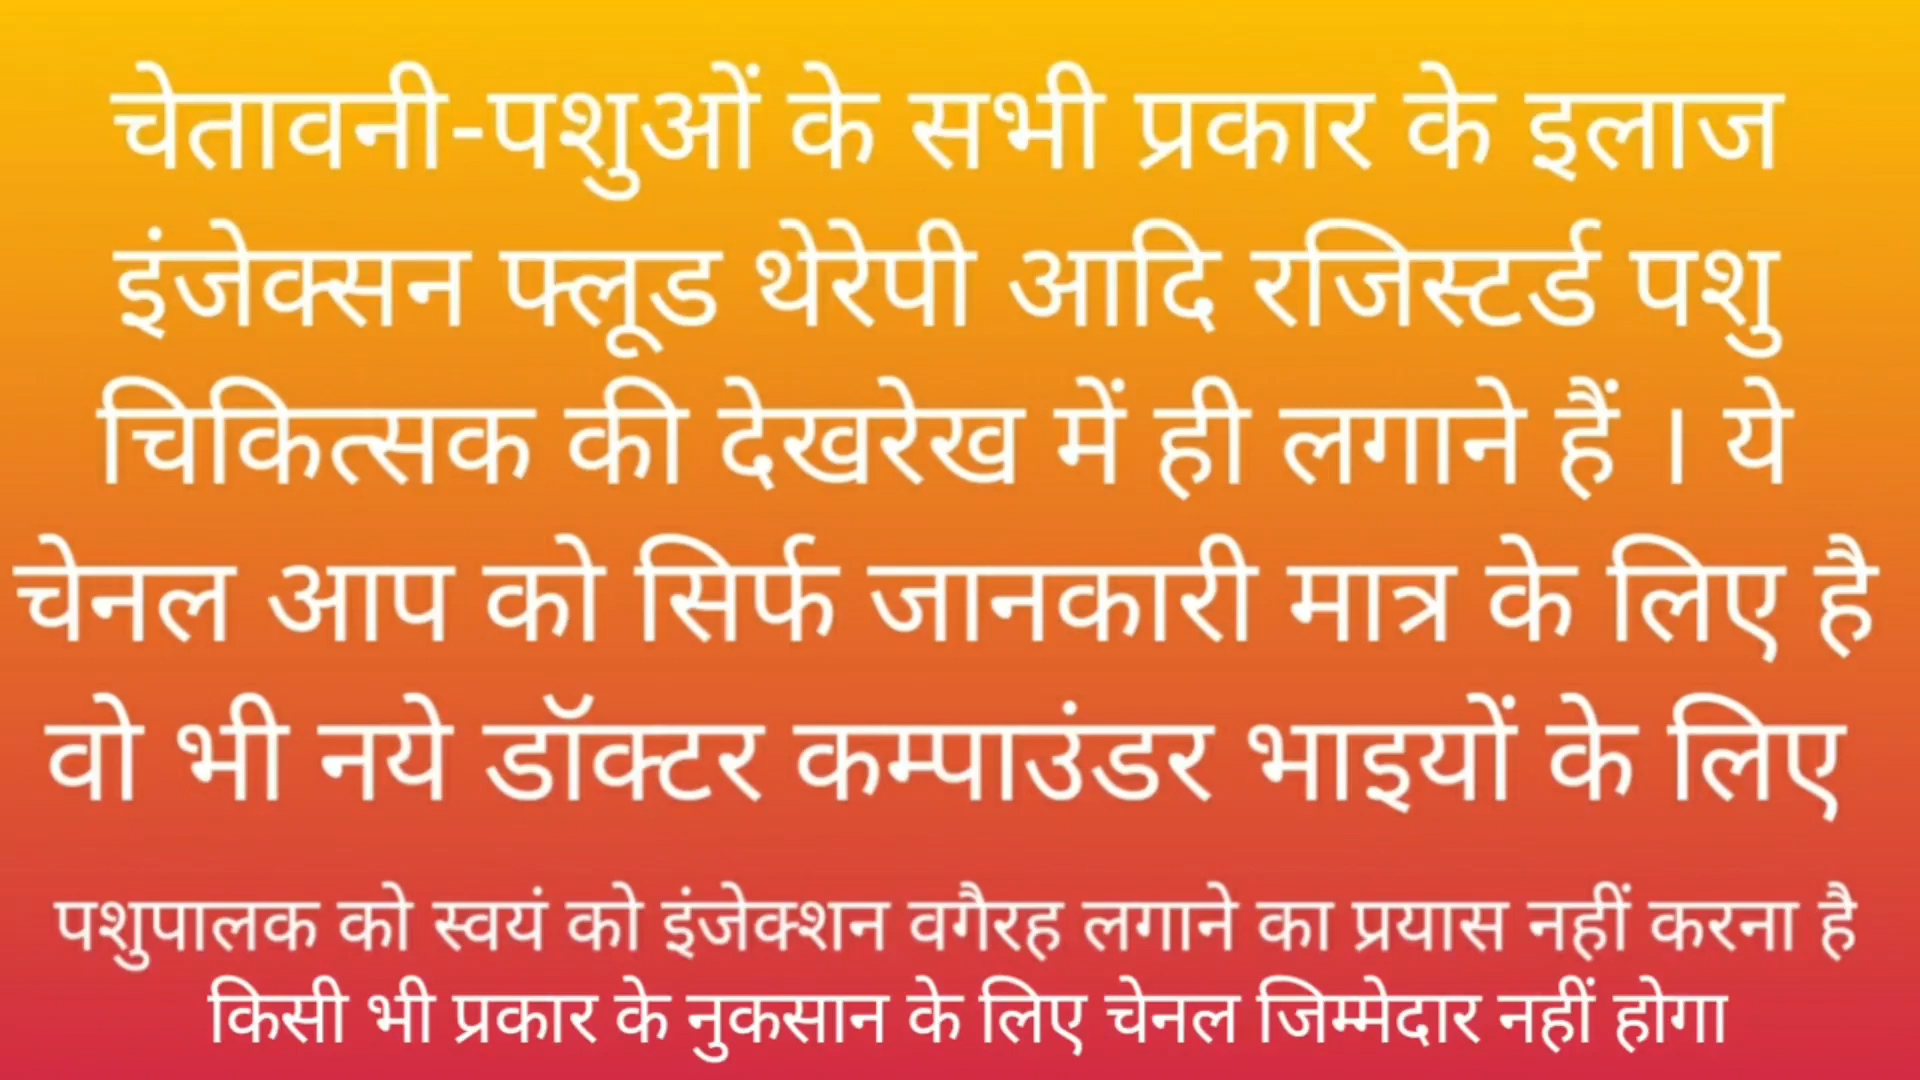 चेतावनी-पशुओं के सभी प्रकार के इलाज
इंजेक्सन फ्लूड थेरेपी आदि रजिस्टर्ड पशु
चिकित्सक की देखरेख में ही लगाने हैं । ये
चेनल आप को सिर्फ जानकारी मात्र के लिए है
वो भी नये डॉक्टर कम्पाउंडर भाइयों के लिए
पशुपालक को स्वयं को इंजेक्शन वगैरह लगाने का प्रयास नहीं करना है
किसी भी प्रकार के नुकसान के लिए चेनल जिम्मेदार नहीं होगा